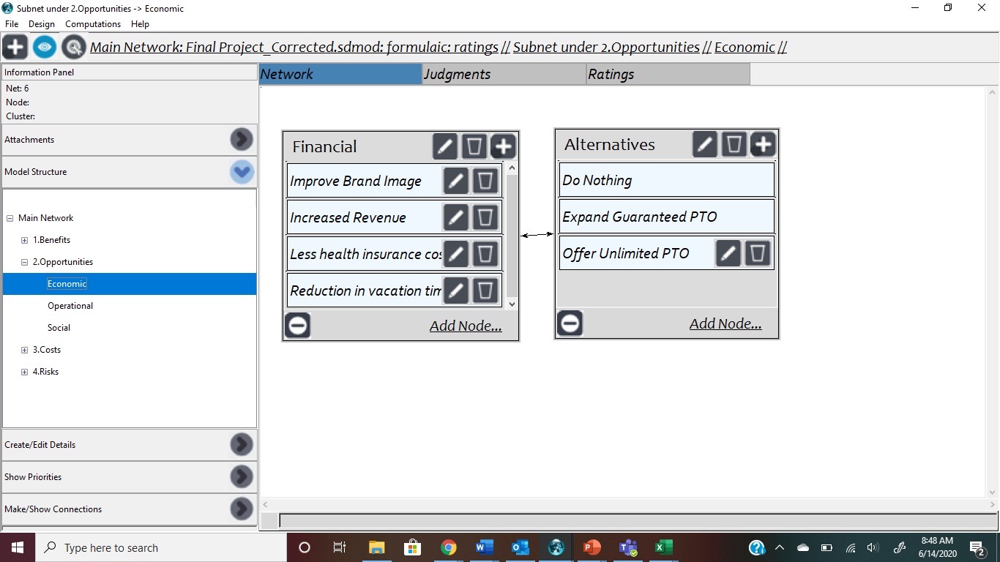 Subnet under 2.Opportunities -> Economic
File Design Computations Help
Main Network: Final Project_Corrected.sdmod: formulaic: ratings // Subnet under 2.Opportunities // Economic //
Information Panel
Net: 6
Node:
Cluster:
Attachments
Model Structure
Main Network
1.Benefits
2.Opportunities
Economic
Operational
Social
3.Costs
4.Risks
Create/Edit Details
Show Priorities
Make/Show Connections
Network Judgments Ratings
Financial
Improve Brand Image
Increased Revenue
Less health insurance cos
Reduction in vacation tim
Add Node...
Alternatives
Do Nothing
Expand Guaranteed PTO
Offer Unlimited PTO
Add Node...
Type here to search
8:48 AM
6/14/2020
2